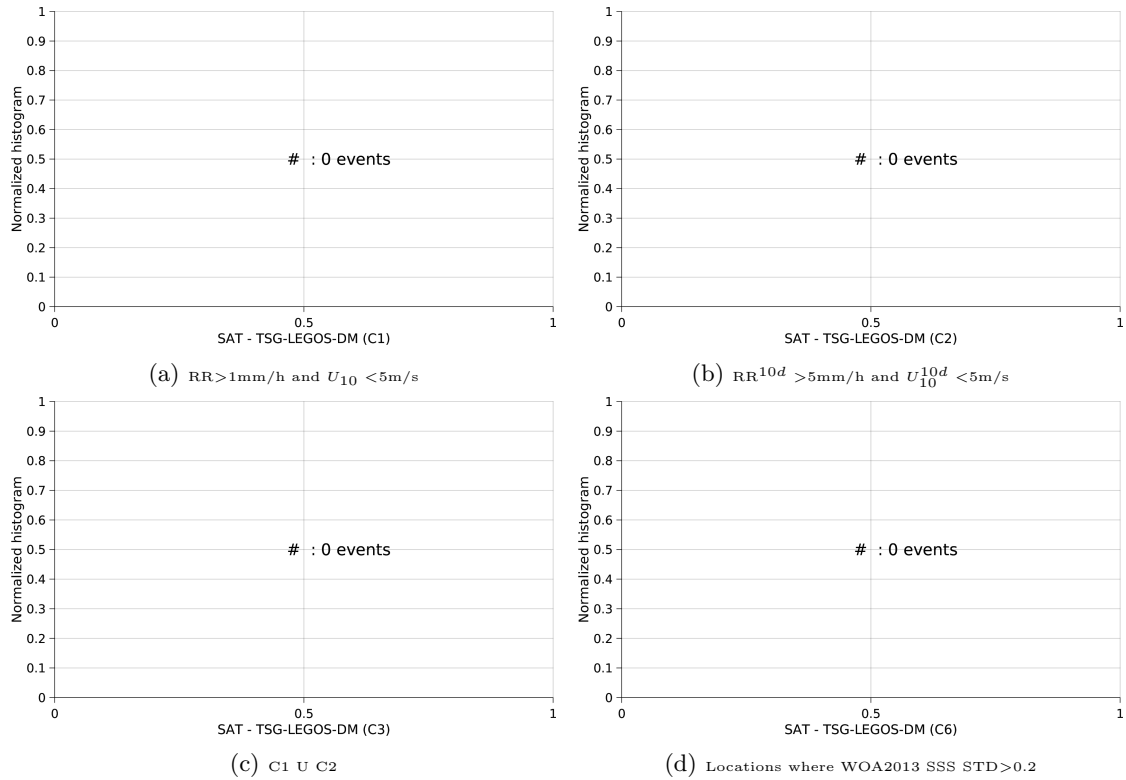 1
0.9
0.8
0.7
0.6
0.5
0.4
0.3
0.2
0.1
0
Normalized histogram
# : 0 events
0 0.5 1
SAT - TSG-LEGOS-DM (C1)
(a) RR>1mm/h and U10 <5m/s
1
0.9
0.8
0.7
0.6
0.5
0.4
0.3
0.2
0.1
0
Normalized histogram
# : 0 events
0 0.5 1
SAT - TSG-LEGOS-DM (C2)
(b) RR^10d >5mm/h and U_10^10d <5m/s
1
0.9
0.8
0.7
0.6
0.5
0.4
0.3
0.2
0.1
0
Normalized histogram
# : 0 events
0 0.5 1
SAT - TSG-LEGOS-DM (C3)
(c) C1 U C2
1
0.9
0.8
0.7
0.6
0.5
0.4
0.3
0.2
0.1
0
Normalized histogram
# : 0 events
0 0.5 1
SAT - TSG-LEGOS-DM (C6)
(d) Locations where WOA2013 SSS STD>0.2